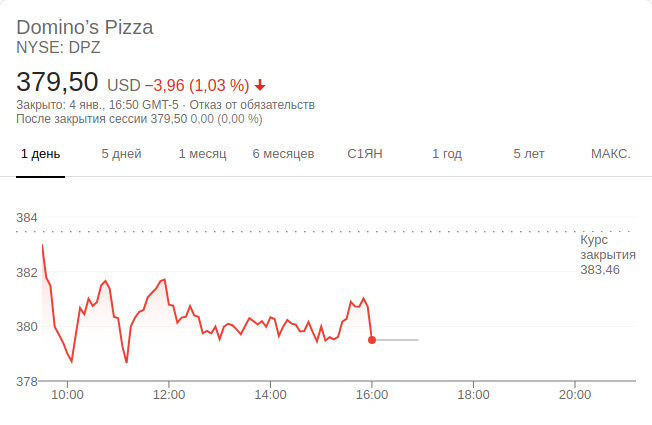 Domino’s Pizza
NYSE: DPZ
379,50 USD −3,96 (1,03 %)
Закрыто: 4 янв., 16:50 GMT-5 · Отказ от обязательств
После закрытия сессии 379,50 0,00 (0,00 %)
1 день 5 дней 1 месяц 6 месяцев С1ЯН 1 год 5 лет МАКС.
384
Курс
закрытия
383,46
382
380
378
10:00 12:00 14:00 16:00 18:00 20:00